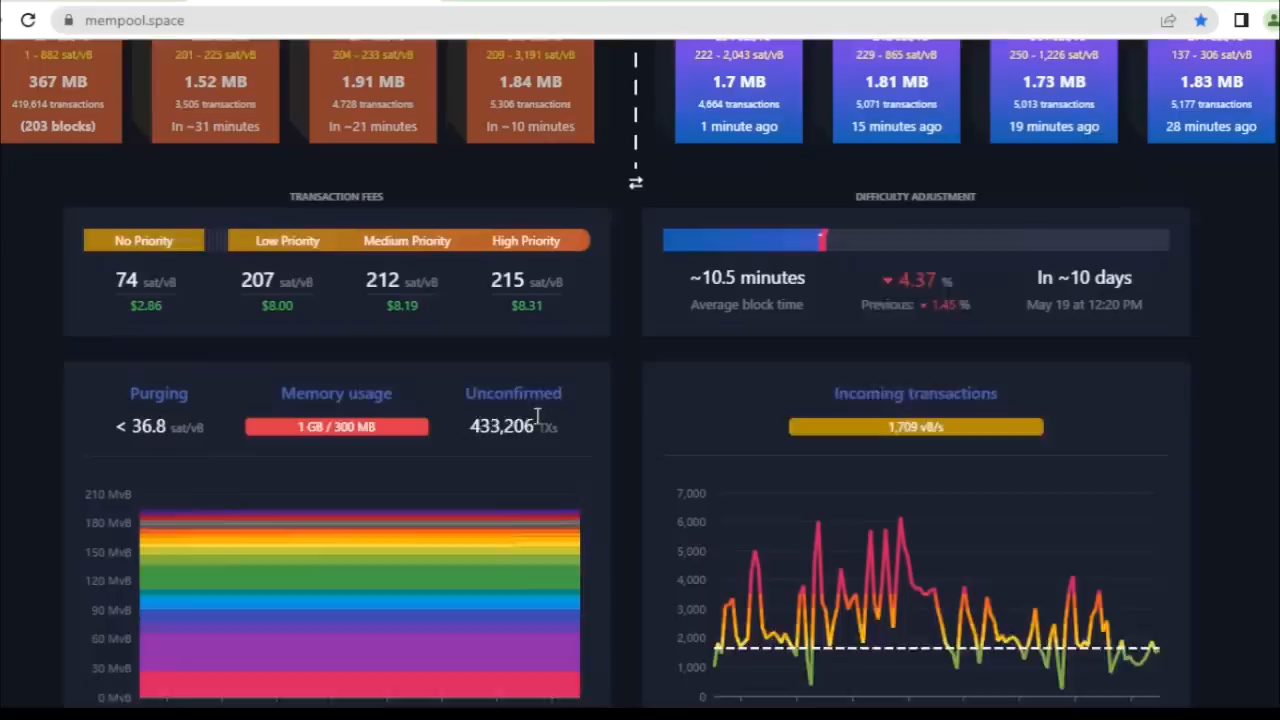 mempool.space
1 - 882 sat/vB
201 - 225 sat/vB
204 - 233 sat/vB
209 - 3,191 sat/vB
222 - 2,043 sat/vB
229 - 865 sat/vB
250 - 1,226 sat/vB
137 - 306 sat/vB
367 MB
1.52 MB
1.91 MB
1.84 MB
1.7 MB
1.81 MB
1.73 MB
1.83 MB
419,614 transactions
3,505 transactions
4,728 transactions
5,306 transactions
4,664 transactions
5,071 transactions
5,013 transactions
5,177 transactions
(203 blocks)
In ~31 minutes
In ~21 minutes
In ~10 minutes
1 minute ago
15 minutes ago
19 minutes ago
28 minutes ago
TRANSACTION FEES
No Priority
Low Priority
Medium Priority
High Priority
74 sat/vB
207 sat/vB
212 sat/vB
215 sat/vB
$2.86
$8.00
$8.19
$8.31
DIFFICULTY ADJUSTMENT
~10.5 minutes
4.37 %
In ~10 days
Average block time
Previous: 1.45 %
May 19 at 12:20 PM
Purging
Memory usage
Unconfirmed
< 36.8 sat/vB
1 GB / 300 MB
433,206 TXs
210 MvB
180 MvB
150 MvB
120 MvB
90 MvB
60 MvB
30 MvB
0 MvB
Incoming transactions
1,709 vB/s
7,000
6,000
5,000
4,000
3,000
2,000
1,000
0